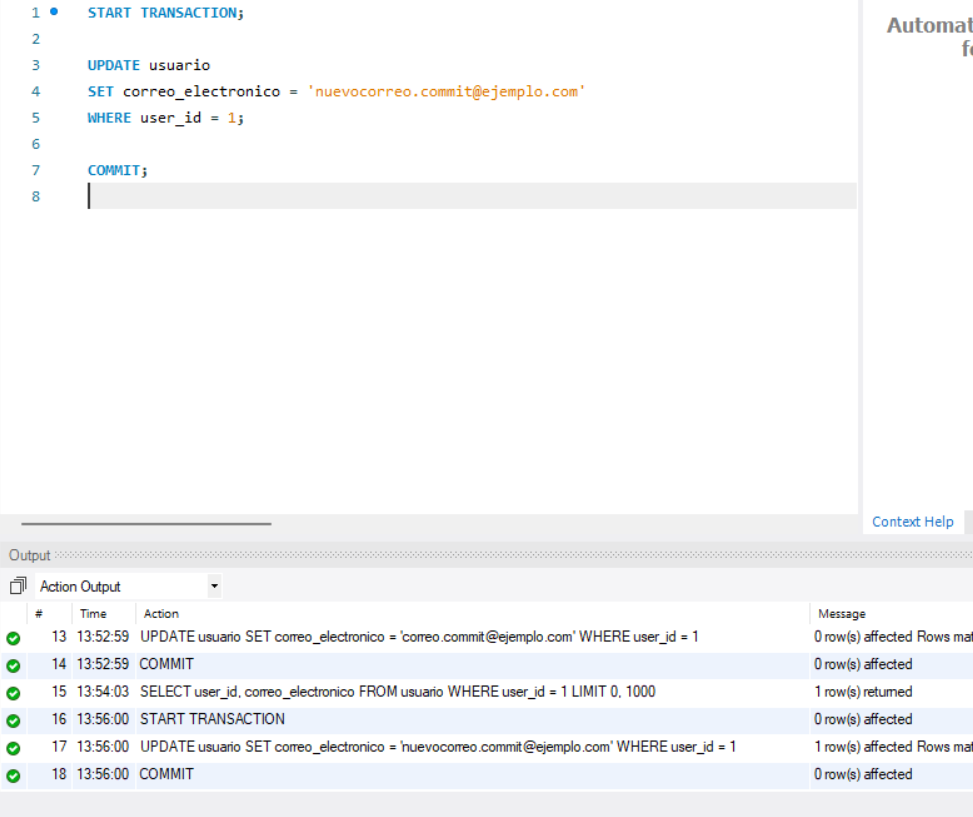 1 START TRANSACTION;
2
3 UPDATE usuario
4 SET correo_electronico = 'nuevocorreo.commit@ejemplo.com'
5 WHERE user_id = 1;
6
7 COMMIT;
8
Automat
f
Context Help
Output
Action Output
# Time Action Message
13 13:52:59 UPDATE usuario SET correo_electronico = 'correo.commit@ejemplo.com' WHERE user_id = 1 0 row(s) affected Rows mat
14 13:52:59 COMMIT 0 row(s) affected
15 13:54:03 SELECT user_id, correo_electronico FROM usuario WHERE user_id = 1 LIMIT 0, 1000 1 row(s) returned
16 13:56:00 START TRANSACTION 0 row(s) affected
17 13:56:00 UPDATE usuario SET correo_electronico = 'nuevocorreo.commit@ejemplo.com' WHERE user_id = 1 1 row(s) affected Rows mat
18 13:56:00 COMMIT 0 row(s) affected